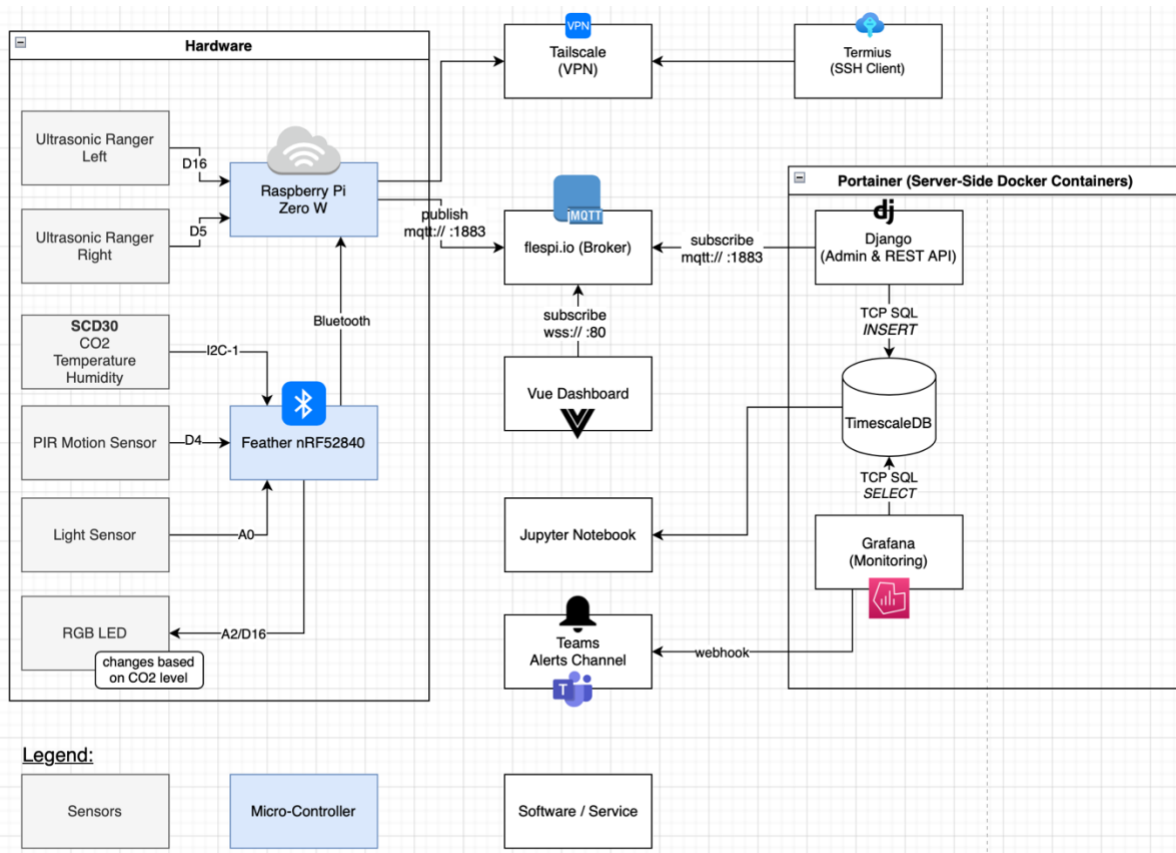 Hardware
Ultrasonic Ranger
Left
D16
Ultrasonic Ranger
Right
D5
Raspberry Pi
Zero W
SCD30
CO2
Temperature
Humidity
I2C-1
Bluetooth
PIR Motion Sensor
D4
Feather nRF52840
Light Sensor
A0
RGB LED
A2/D16
changes based
on CO2 level
VPN
Tailscale
(VPN)
Termius
(SSH Client)
publish
mqtt:// :1883
jMQTT
flespi.io (Broker)
subscribe
mqtt:// :1883
subscribe
wss:// :80
Vue Dashboard
Jupyter Notebook
Teams
Alerts Channel
T
webhook
Portainer (Server-Side Docker Containers)
dj
Django
(Admin & REST API)
TCP SQL
INSERT
TimescaleDB
TCP SQL
SELECT
Grafana
(Monitoring)
Legend:
Sensors
Micro-Controller
Software / Service